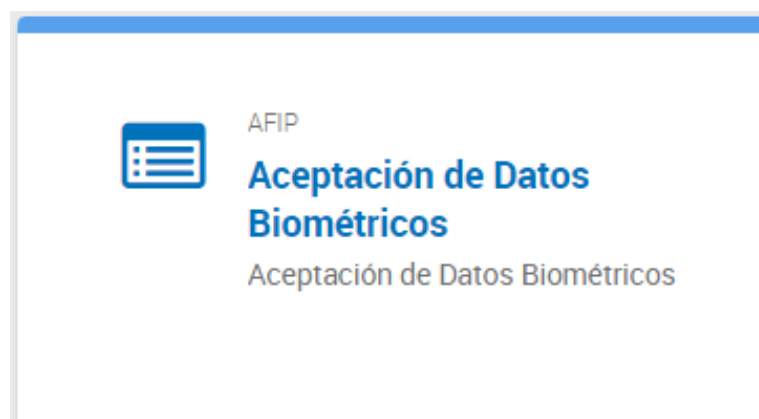 AFIP
Aceptación de Datos
Biométricos
Aceptación de Datos Biométricos